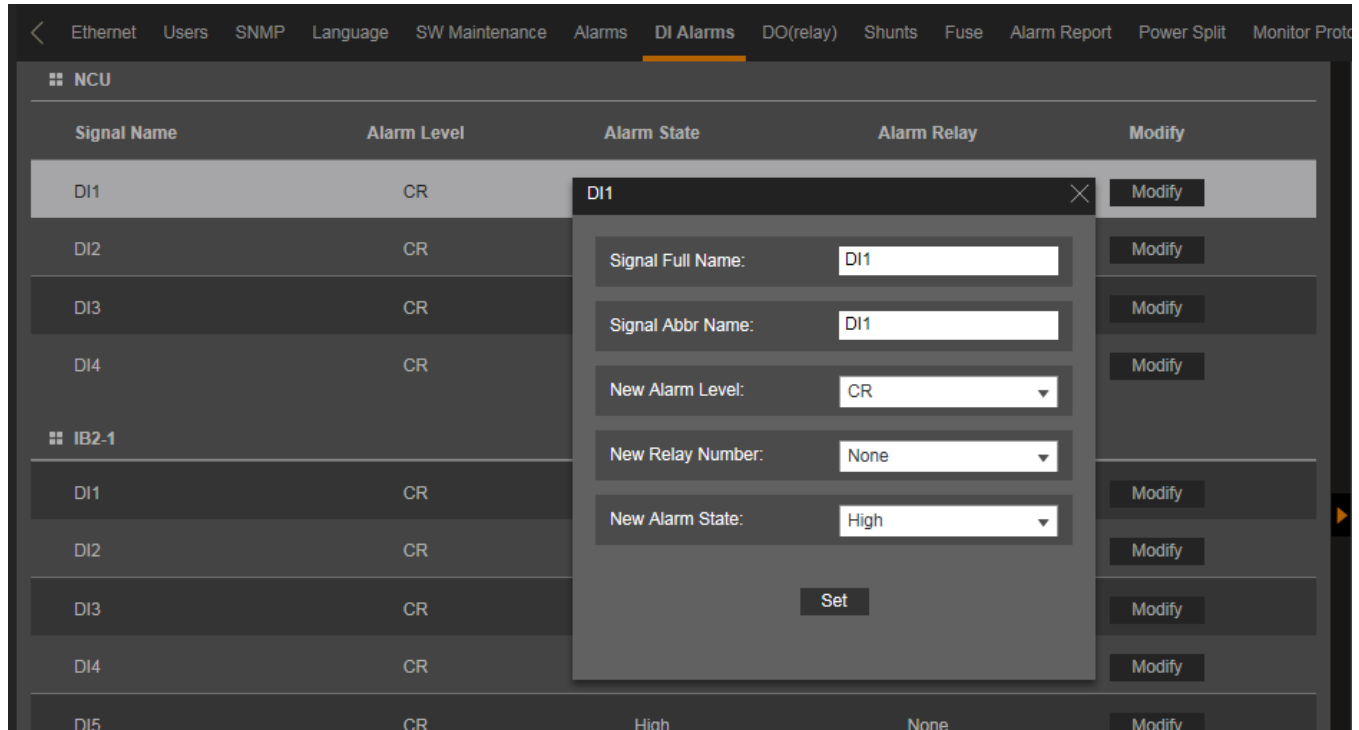 Ethernet Users SNMP Language SW Maintenance Alarms DI Alarms DO(relay) Shunts Fuse Alarm Report Power Split Monitor Proto
NCU
Signal Name Alarm Level Alarm State Alarm Relay Modify
DI1 CR Modify
DI2 CR Modify
DI3 CR Modify
DI4 CR Modify
IB2-1
DI1 CR Modify
DI2 CR Modify
DI3 CR Modify
DI4 CR Modify
DI5 CR High None Modify
DI1
Signal Full Name: DI1
Signal Abbr Name: DI1
New Alarm Level: CR
New Relay Number: None
New Alarm State: High
Set